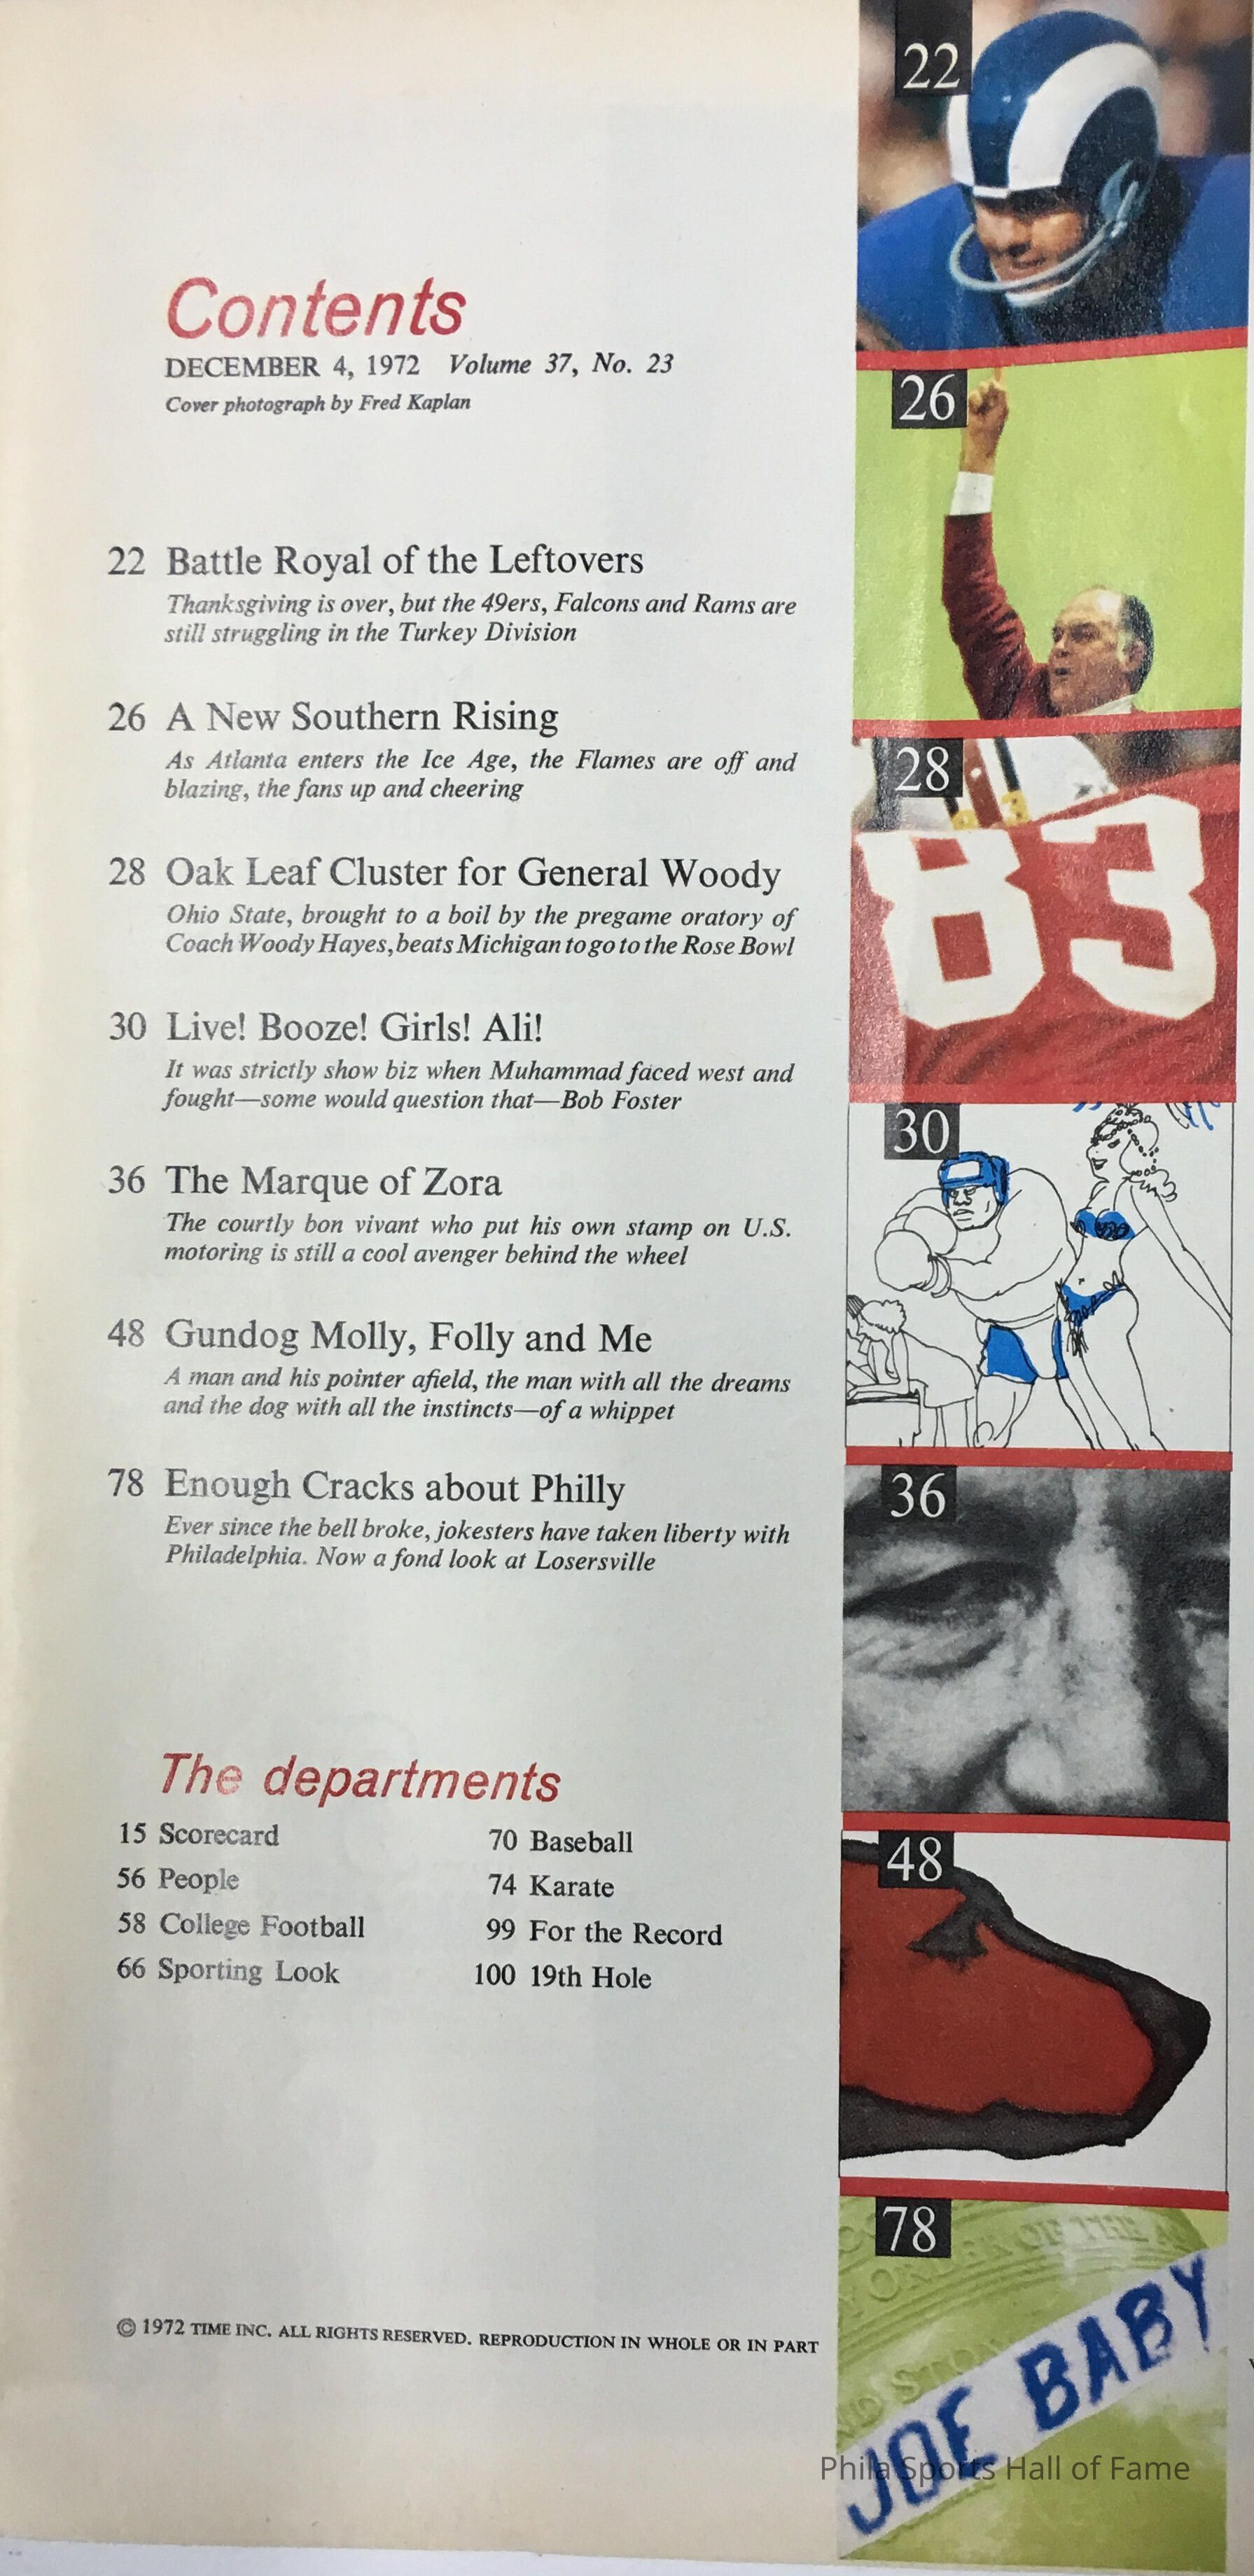 Contents
DECEMBER 4, 1972 Volume 37, No. 23
Cover photograph by Fred Kaplan
22 Battle Royal of the Leftovers
Thanksgiving is over, but the 49ers, Falcons and Rams are
still struggling in the Turkey Division
26 A New Southern Rising
As Atlanta enters the Ice Age, the Flames are off and
blazing, the fans up and cheering
28 Oak Leaf Cluster for General Woody
Ohio State, brought to a boil by the pregame oratory of
Coach Woody Hayes, beats Michigan to go to the Rose Bowl
30 Live! Booze! Girls! Ali!
It was strictly show biz when Muhammad faced west and
fought—some would question that—Bob Foster
36 The Marque of Zora
The courtly bon vivant who put his own stamp on U.S.
motoring is still a cool avenger behind the wheel
48 Gundog Molly, Folly and Me
A man and his pointer afield, the man with all the dreams
and the dog with all the instincts—of a whippet
78 Enough Cracks about Philly
Ever since the bell broke, jokesters have taken liberty with
Philadelphia. Now a fond look at Losersville
The departments
15 Scorecard
56 People
58 College Football
66 Sporting Look
70 Baseball
74 Karate
99 For the Record
100 19th Hole
© 1972 TIME INC. ALL RIGHTS RESERVED. REPRODUCTION IN WHOLE OR IN PART
22
26
28
83
30
36
48
78
ORDER OF THE
JOE BABY
Phila Sports Hall of Fame